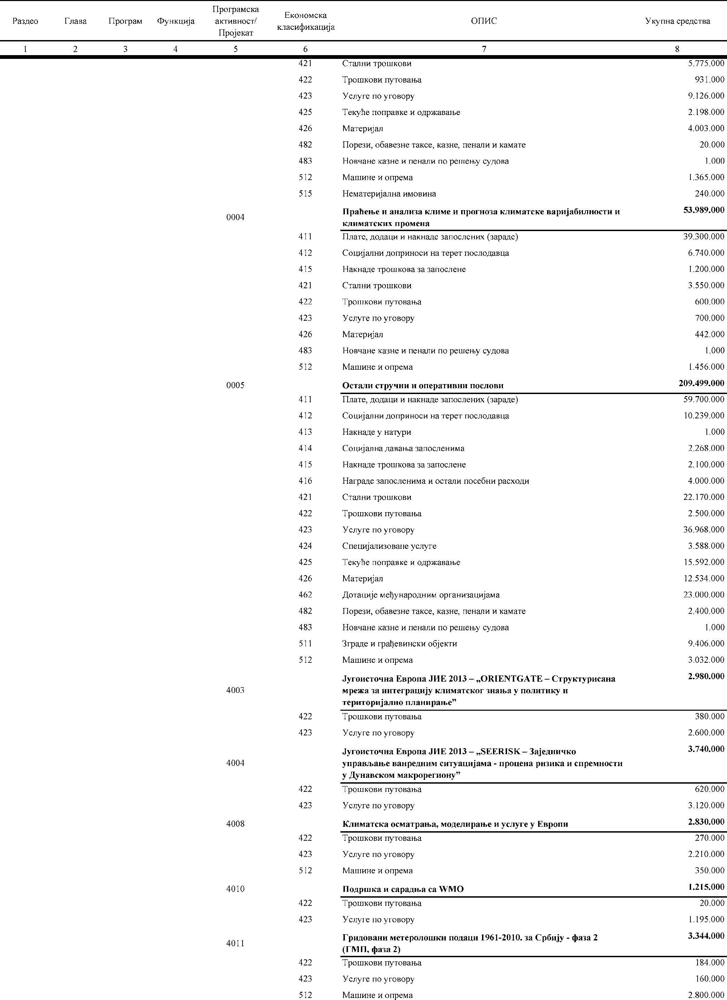 Раздео Глава Програм Функција Програмска активност/ Пројекат Економска класификација ОПИС Укупна средства
1 2 3 4 5 6 7 8
421 Стални трошкови 5.775.000
422 Трошкови путовања 931.000
423 Услуге по уговору 9.126.000
425 Текуће поправке и одржавање 2.198.000
426 Материјал 4.003.000
482 Порези, обавезне таксе, казне, пенали и камате 20.000
483 Новчане казне и пенали по решењу судова 1.000
512 Машине и опрема 1.365.000
515 Нематеријална имовина 240.000
0004 Праћење и анализа климе и прогноза климатске варијабилности и 53.989.000
климатских промена
411 Плате, додаци и накнаде запослених (зараде) 39.300.000
412 Социјални доприноси на терет послодавца 6.740.000
415 Накнаде трошкова за запослене 1.200.000
421 Стални трошкови 3.550.000
422 Трошкови путовања 600.000
423 Услуге по уговору 700.000
426 Материјал 442.000
483 Новчане казне и пенали по решењу судова 1.000
512 Машине и опрема 1.456.000
0005 Остали стручни и оперативни послови 209.499.000
411 Плате, додаци и накнаде запослених (зараде) 59.700.000
412 Социјални доприноси на терет послодавца 10.239.000
413 Накнаде у натури 1.000
414 Социјална давања запосленима 2.268.000
415 Накнаде трошкова за запослене 2.100.000
416 Награде запосленима и остали посебни расходи 4.000.000
421 Стални трошкови 22.170.000
422 Трошкови путовања 2.500.000
423 Услуге по уговору 36.968.000
424 Специјализоване услуге 3.588.000
425 Текуће поправке и одржавање 15.592.000
426 Материјал 12.534.000
462 Дотације међународним организацијама 23.000.000
482 Порези, обавезне таксе, казне, пенали и камате 2.400.000
483 Новчане казне и пенали по решењу судова 1.000
511 Зграде и грађевински објекти 9.406.000
512 Машине и опрема 3.032.000
Југоисточна Европа ЈИЕ 2013 – „ORIENTGATE – Структурисана 2.980.000
4003 мрежа за интеграцију климатског знања у политику и
територијално планирање”
422 Трошкови путовања 380.000
423 Услуге по уговору 2.600.000
Југоисточна Европа ЈИЕ 2013 – „SEERISK – Заједничко 3.740.000
4004 управљање ванредним ситуацијама - процена ризика и спремности
у Дунавском макрорегиону”
422 Трошкови путовања 620.000
423 Услуге по уговору 3.120.000
4008 Климатска осматрања, моделирање и услуге у Европи 2.830.000
422 Трошкови путовања 270.000
423 Услуге по уговору 2.210.000
512 Машине и опрема 350.000
4010 Подршка и сарадња са WMO 1.215.000
422 Трошкови путовања 20.000
423 Услуге по уговору 1.195.000
4011 Гридовани метеролошки подаци 1961-2010. за Србију - фаза 2 3.344.000
(ГМП, фаза 2)
422 Трошкови путовања 184.000
423 Услуге по уговору 160.000
512 Машине и опрема 2.800.000